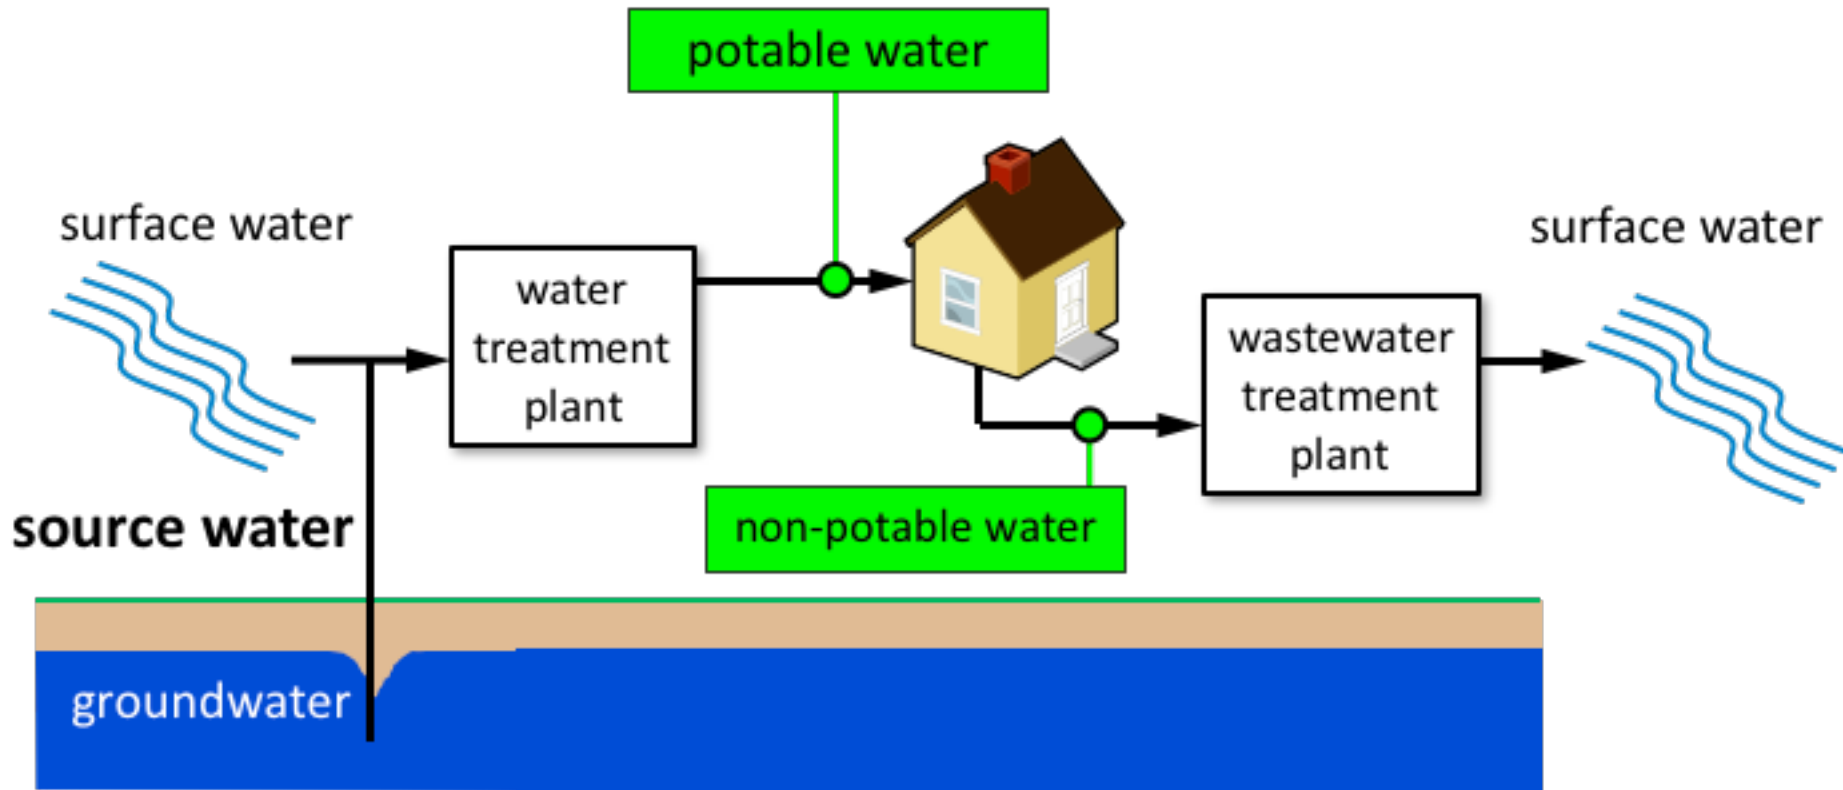 potable water
surface water
water
treatment
plant
surface water
wastewater
treatment
plant
source water
non-potable water
groundwater